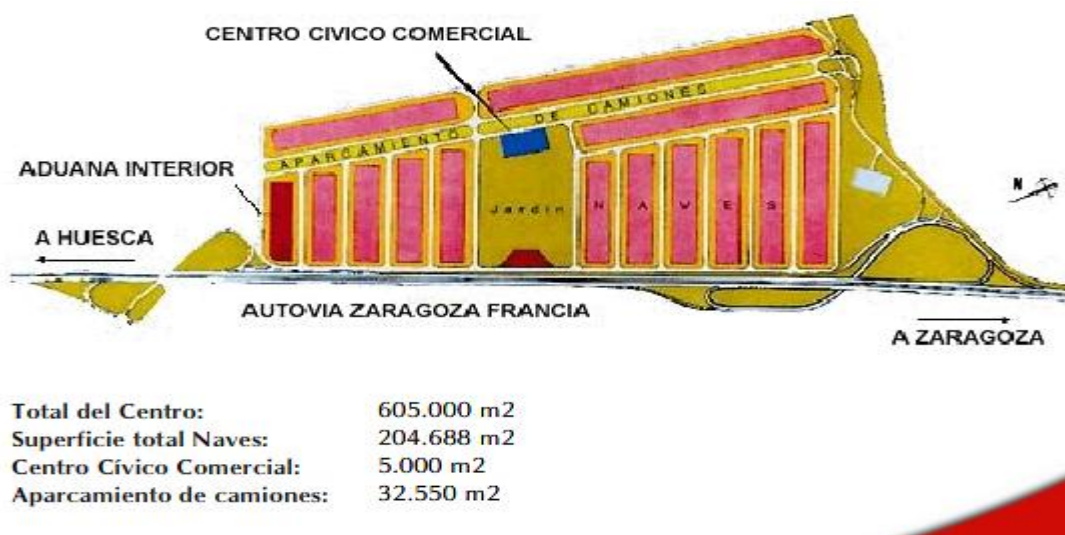 CENTRO CIVICO COMERCIAL
APARCAMIENTO DE CAMIONES
ADUANA INTERIOR
Jardin
NAVES
N
A HUESCA
AUTOVIA ZARAGOZA FRANCIA
A ZARAGOZA
Total del Centro: 605.000 m2
Superficie total Naves: 204.688 m2
Centro Cívico Comercial: 5.000 m2
Aparcamiento de camiones: 32.550 m2